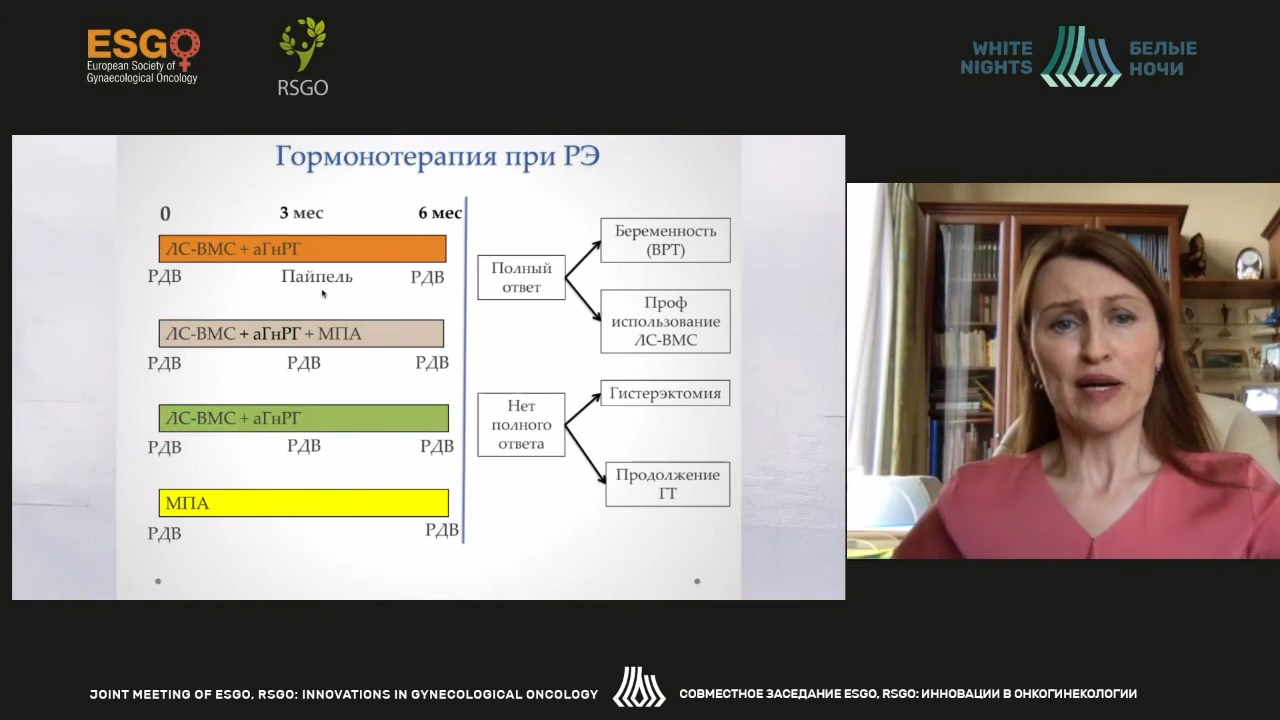 ESGO
European Society of
Gynaecological Oncology
RSGO
WHITE
NIGHTS
БЕЛЫЕ
НОЧИ
Гормонотерапия при РЭ
0
3 мес
6 мес
ЛС-ВМС + аГнРГ
РДВ
Пайпель
РДВ
ЛС-ВМС + аГнРГ + МПА
РДВ
РДВ
РДВ
ЛС-ВМС + аГнРГ
РДВ
РДВ
РДВ
МПА
РДВ
РДВ
Полный
ответ
Беременность
(ВРТ)
Проф
использование
ЛС-ВМС
Нет
полного
ответа
Гистерэктомия
Продолжение
ГТ
JOINT MEETING OF ESGO, RSGO: INNOVATIONS IN GYNECOLOGICAL ONCOLOGY
СОВМЕСТНОЕ ЗАСЕДАНИЕ ESGO, RSGO: ИННОВАЦИИ В ОНКОГИНЕКОЛОГИИ